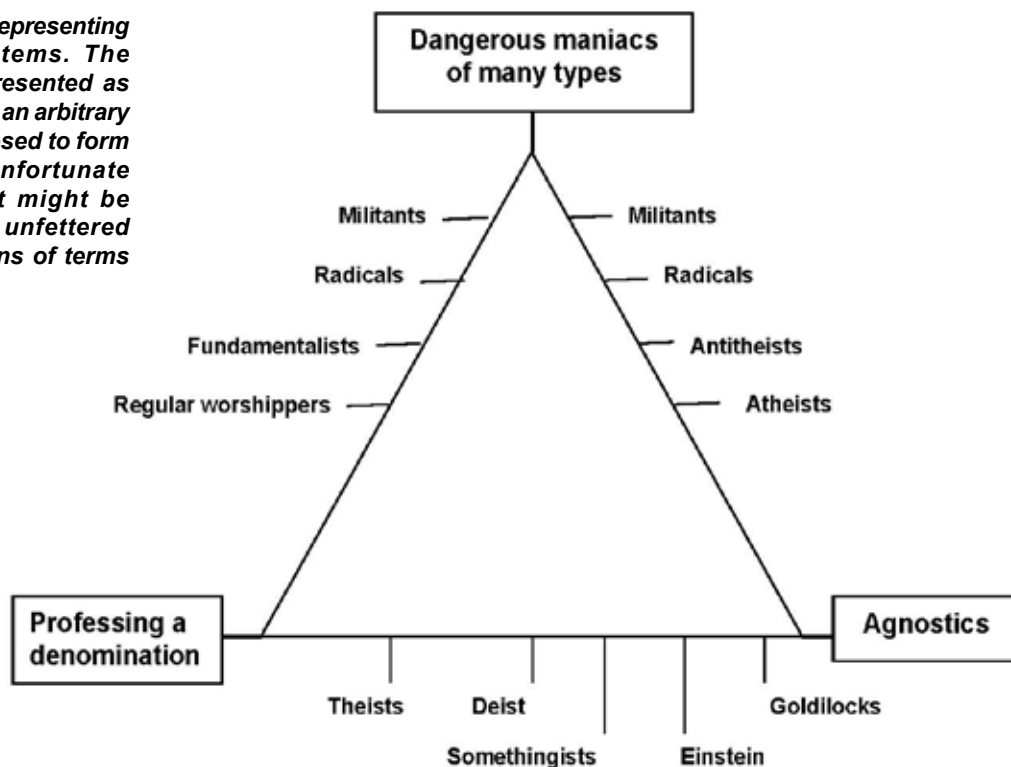 epresenting
tems. The
resented as
an arbitrary
sed to form
nfortunate
t might be
unfettered
ns of terms
Dangerous maniacs
of many types
Militants
Militants
Radicals
Radicals
Fundamentalists
Antitheists
Regular worshippers
Atheists
Professing a
denomination
Agnostics
Theists
Deist
Goldilocks
Somethingists
Einstein